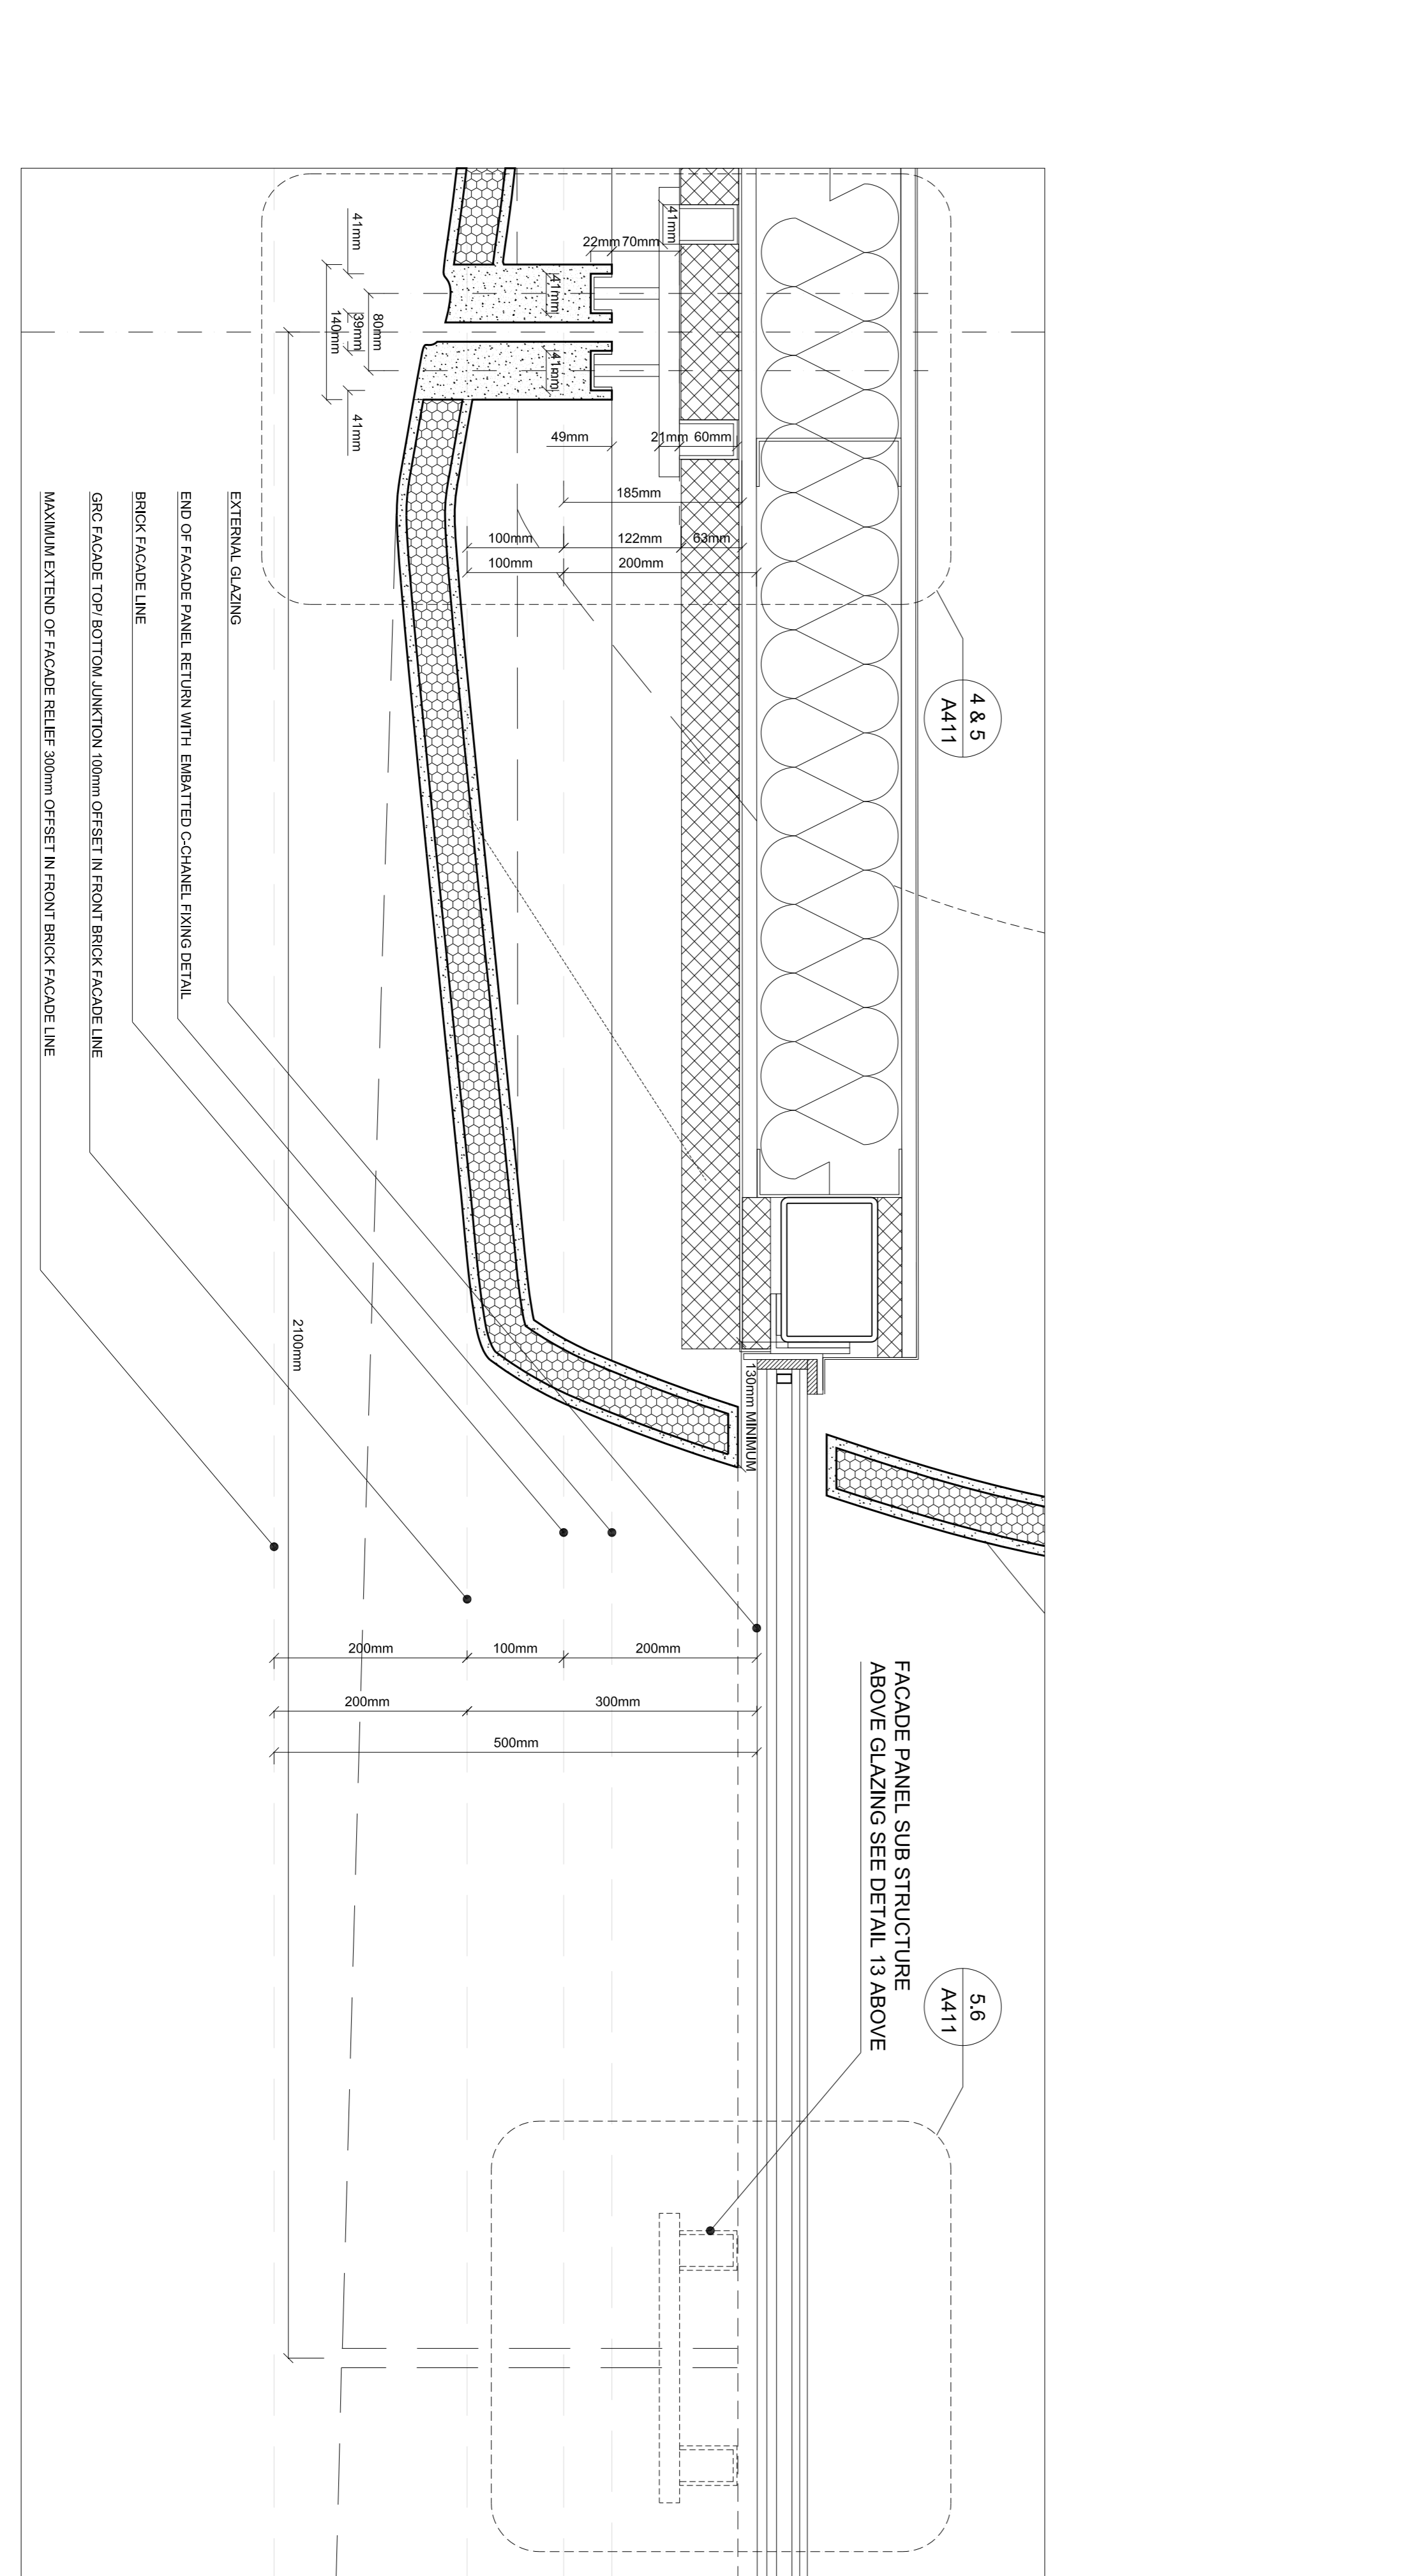 41mm
22mm
70mm
41mm
41mm
80mm
39mm
140mm
41mm
41mm
49mm
21mm
60mm
185mm
100mm
122mm
63mm
100mm
200mm
4 & 5
A411
EXTERNAL GLAZING
END OF FACADE PANEL RETURN WITH EMBATTED C-CHANEL FIXING DETAIL
BRICK FACADE LINE
GRC FACADE TOP/ BOTTOM JUNKTION 100mm OFFSET IN FRONT BRICK FACADE LINE
MAXIMUM EXTEND OF FACADE RELIEF 300mm OFFSET IN FRONT BRICK FACADE LINE
2100mm
130mm MINIMUM
200mm
100mm
200mm
200mm
300mm
500mm
FACADE PANEL SUB STRUCTURE
ABOVE GLAZING SEE DETAIL 13 ABOVE
5.6
A411